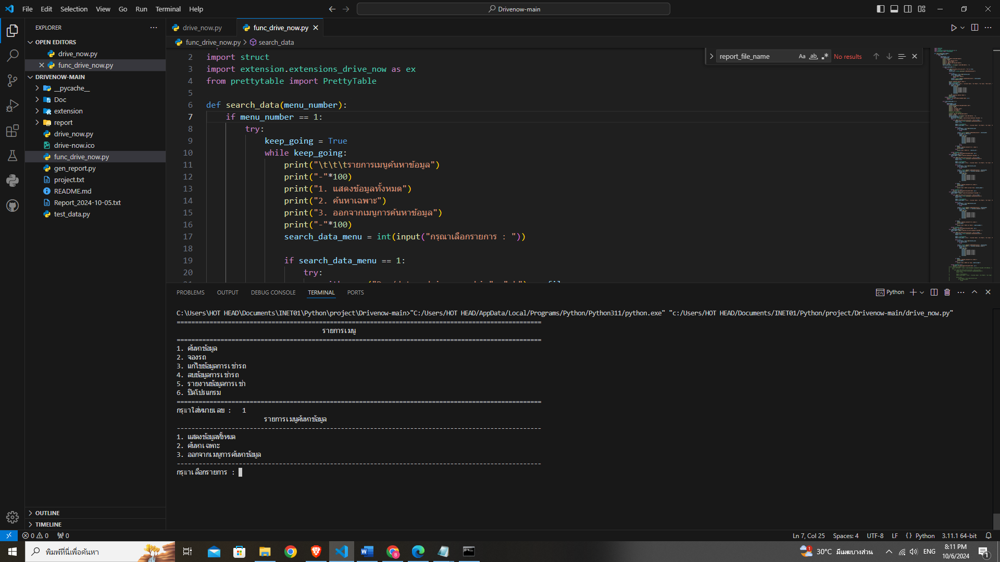 File Edit Selection View Go Run Terminal Help
Drivenow-main
EXPLORER
OPEN EDITORS
drive_now.py
func_drive_now.py
DRIVENOW-MAIN
__pycache__
Doc
extension
report
drive_now.py
drive-now.ico
func_drive_now.py
gen_report.py
project.txt
README.md
Report_2024-10-05.txt
test_data.py
OUTLINE
TIMELINE
drive_now.py func_drive_now.py
func_drive_now.py > search_data
report_file_name Aa ab No results
2 import struct
3 import extension.extensions_drive_now as ex
4 from prettytable import PrettyTable
5
6 def search_data(menu_number):
7 if menu_number == 1:
8 try:
9 keep_going = True
10 while keep_going:
11 print("\t\t\tรายการเมนูค้นหาข้อมูล")
12 print("-"*100)
13 print("1. แสดงข้อมูลทั้งหมด")
14 print("2. ค้นหาเฉพาะ")
15 print("3. ออกจากเมนูการค้นหาข้อมูล")
16 print("-"*100)
17 search_data_menu = int(input("กรุณาเลือกรายการ : "))
18
19 if search_data_menu == 1:
20 try:
PROBLEMS OUTPUT DEBUG CONSOLE TERMINAL PORTS
Python
C:\Users\HOT HEAD\Documents\INET01\Python\project\Drivenow-main>"C:/Users/HOT HEAD/AppData/Local/Programs/Python/Python311/python.exe" "c:/Users/HOT HEAD/Documents/INET01/Python/project/Drivenow-main/drive_now.py"
====================================================================================================
รายการเมนู
====================================================================================================
1. ค้นหาข้อมูล
2. จองรถ
3. แก้ไขข้อมูลการเช่ารถ
4. ลบข้อมูลการเช่ารถ
5. รายงานข้อมูลการเช่า
6. ปิดโปรแกรม
====================================================================================================
กรุณาใส่หมายเลข : 1
รายการเมนูค้นหาข้อมูล
----------------------------------------------------------------------------------------------------
1. แสดงข้อมูลทั้งหมด
2. ค้นหาเฉพาะ
3. ออกจากเมนูการค้นหาข้อมูล
----------------------------------------------------------------------------------------------------
กรุณาเลือกรายการ :
0 0 0
Ln 7, Col 25 Spaces: 4 UTF-8 LF {} Python 3.11.1 64-bit
พิมพ์ที่นี่เพื่อค้นหา
30°C มีเมฆบางส่วน ENG
8:11 PM
10/6/2024
1